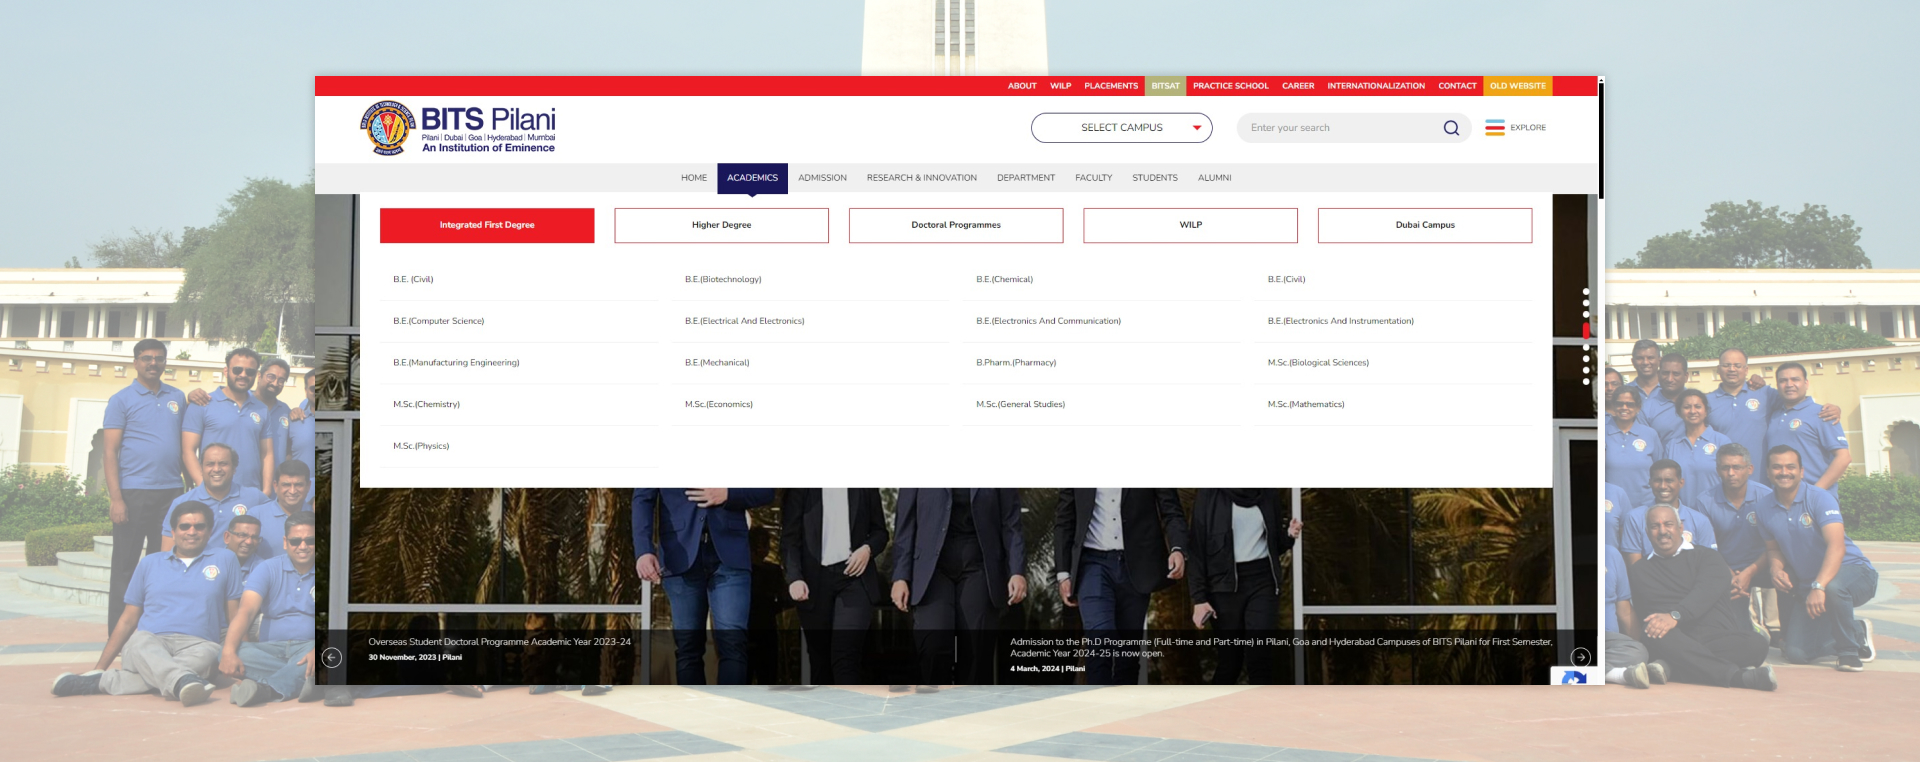 ABOUT WILP PLACEMENTS BITSAT PRACTICE SCHOOL CAREER INTERNATIONALIZATION CONTACT OLD WEBSITE
BITS Pilani
Pilani | Dubai | Goa | Hyderabad | Mumbai
An Institution of Eminence
SELECT CAMPUS
Enter your search
EXPLORE
HOME ACADEMICS ADMISSION RESEARCH & INNOVATION DEPARTMENT FACULTY STUDENTS ALUMNI
Integrated First Degree Higher Degree Doctoral Programmes WILP Dubai Campus
B.E. (Civil) B.E.(Biotechnology) B.E.(Chemical) B.E.(Civil)
B.E.(Computer Science) B.E.(Electrical And Electronics) B.E.(Electronics And Communication) B.E.(Electronics And Instrumentation)
B.E.(Manufacturing Engineering) B.E.(Mechanical) B.Pharm.(Pharmacy) M.Sc.(Biological Sciences)
M.Sc.(Chemistry) M.Sc.(Economics) M.Sc.(General Studies) M.Sc.(Mathematics)
M.Sc.(Physics)
Overseas Student Doctoral Programme Academic Year 2023-24
30 November, 2023 | Pilani
Admission to the Ph.D Programme (Full-time and Part-time) in Pilani, Goa and Hyderabad Campuses of BITS Pilani for First Semester,
Academic Year 2024-25 is now open.
4 March, 2024 | Pilani